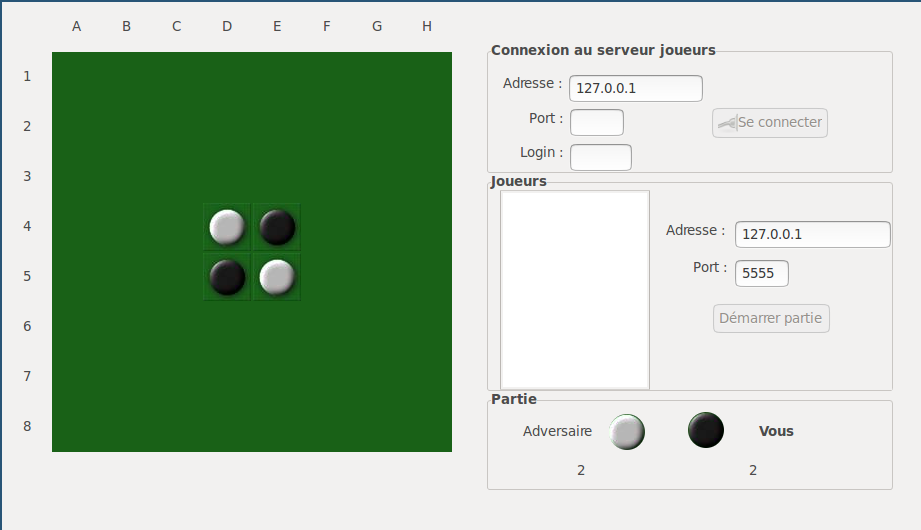 A B C D E F G H
1
2
3
4
5
6
7
8
Connexion au serveur joueurs
Adresse : 127.0.0.1
Port :
Se connecter
Login :
Joueurs
Adresse : 127.0.0.1
Port : 5555
Démarrer partie
Partie
Adversaire Vous
2 2